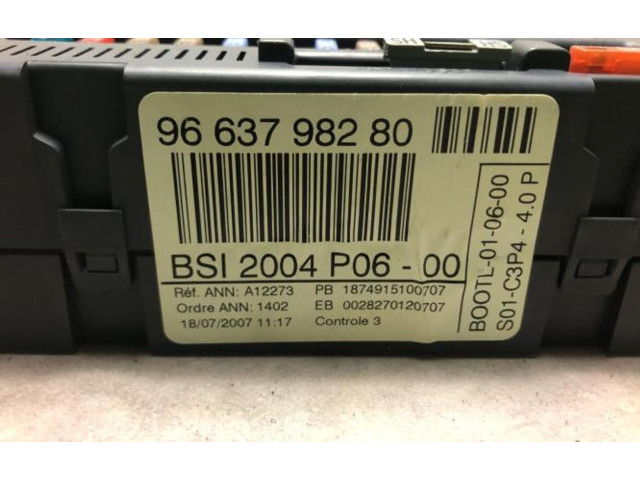 96 637 982 80
BSI 2004 P06 - 00
Réf. ANN: A12273 PB 1874915100707
Ordre ANN: 1402 EB 0028270120707
18/07/2007 11:17 Controle 3
BOOTL-01-06-00
S01-C3P4 - 4.0 P
SHU